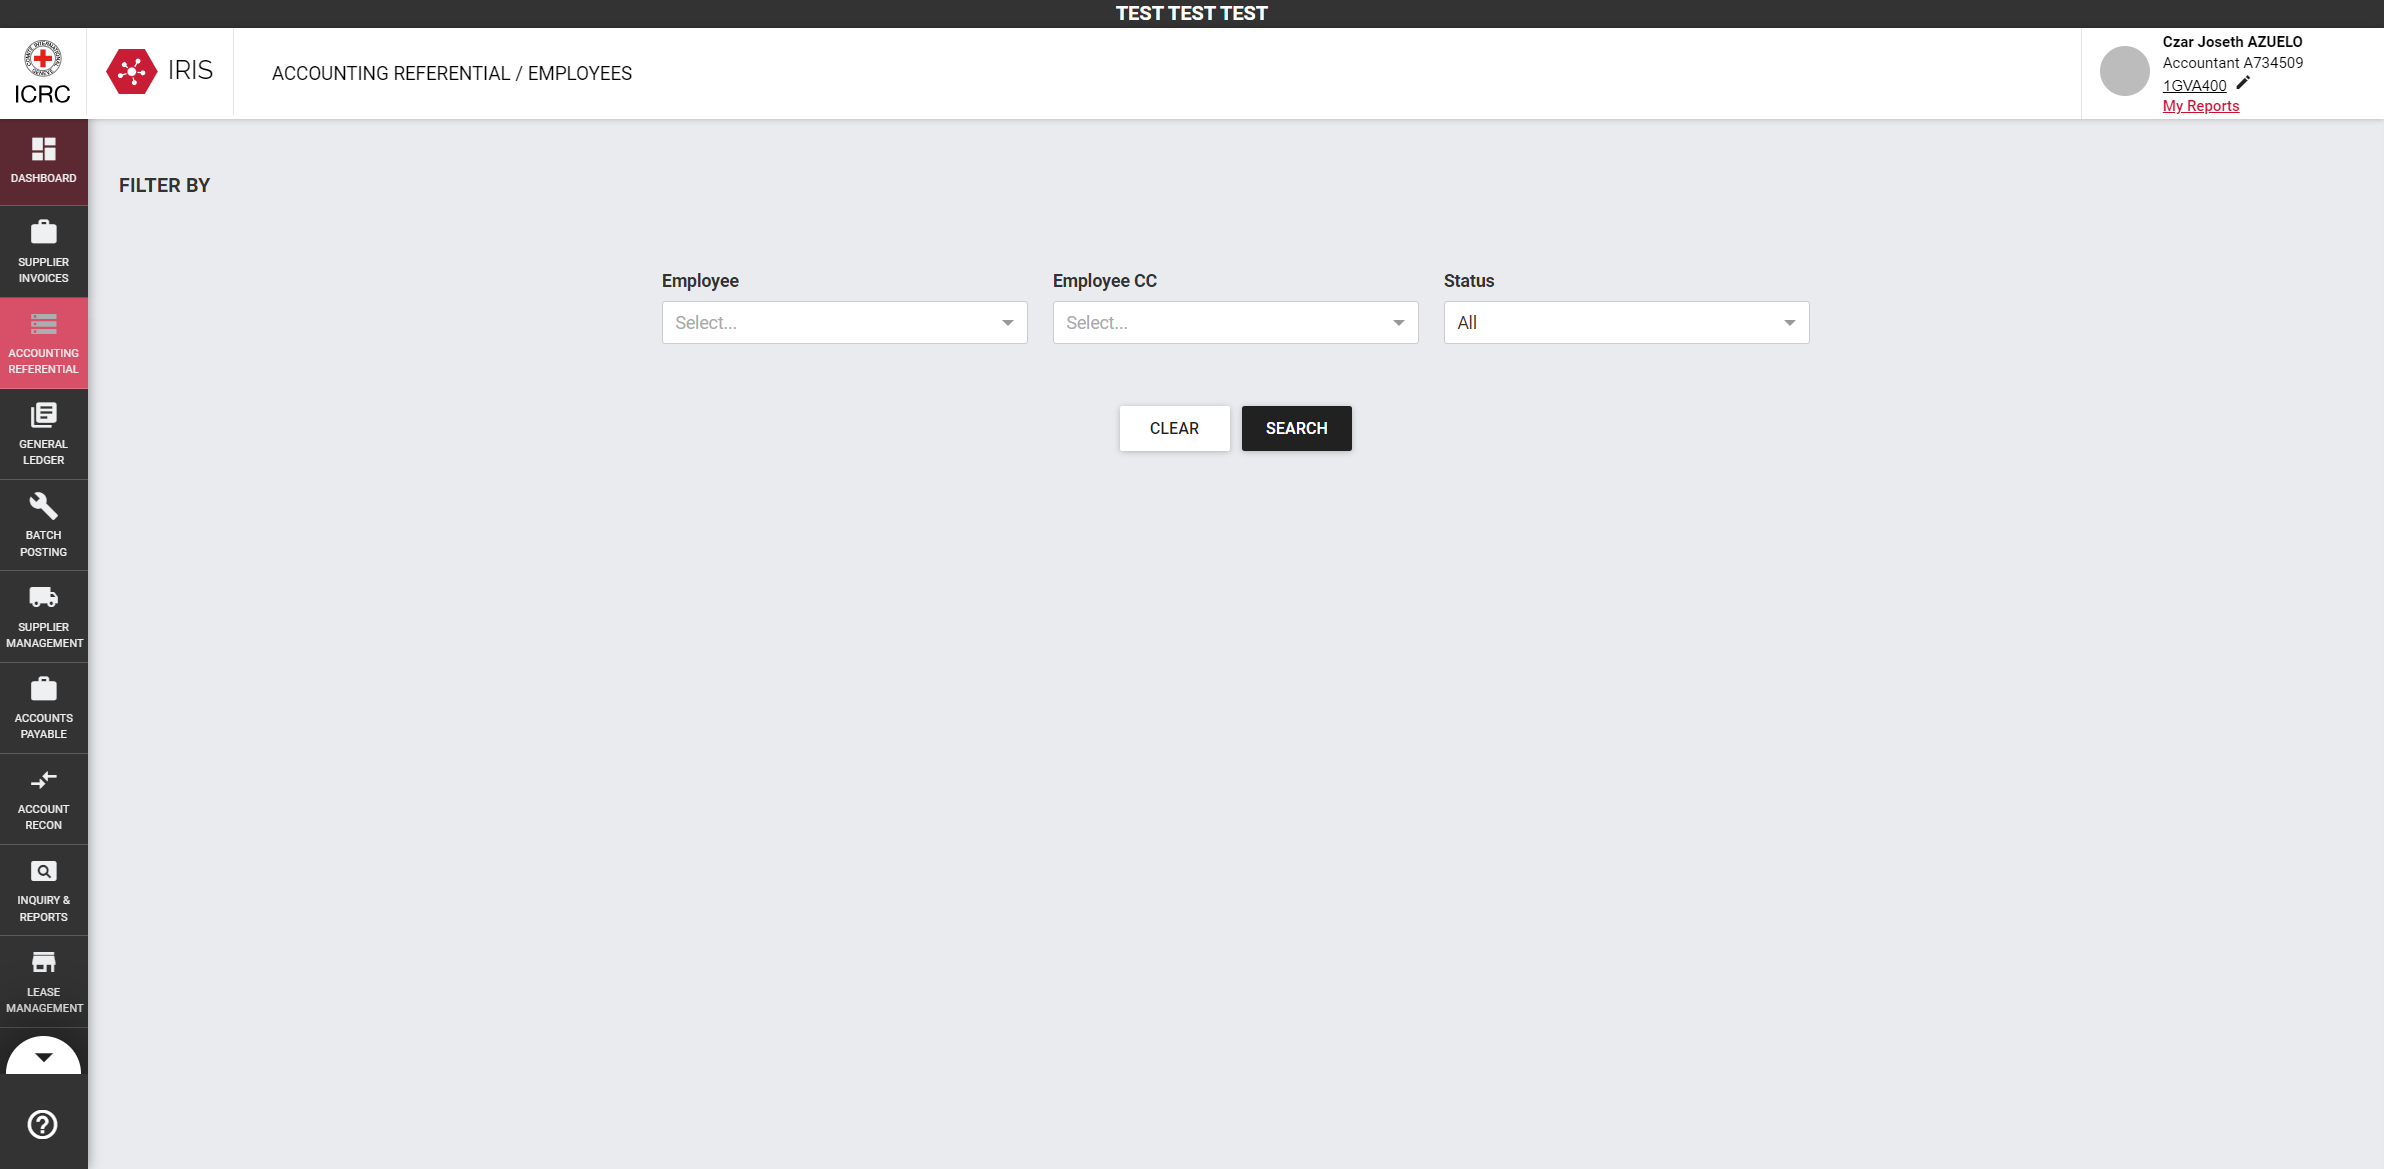 TEST TEST TEST
ICRC
IRIS
ACCOUNTING REFERENTIAL / EMPLOYEES
Czar Joseth AZUELO
Accountant A734509
1GVA400
My Reports
DASHBOARD
SUPPLIER
INVOICES
ACCOUNTING
REFERENTIAL
GENERAL
LEDGER
BATCH
POSTING
SUPPLIER
MANAGEMENT
ACCOUNTS
PAYABLE
ACCOUNT
RECON
INQUIRY &
REPORTS
LEASE
MANAGEMENT
FILTER BY
Employee
Employee CC
Status
Select...
Select...
All
CLEAR
SEARCH